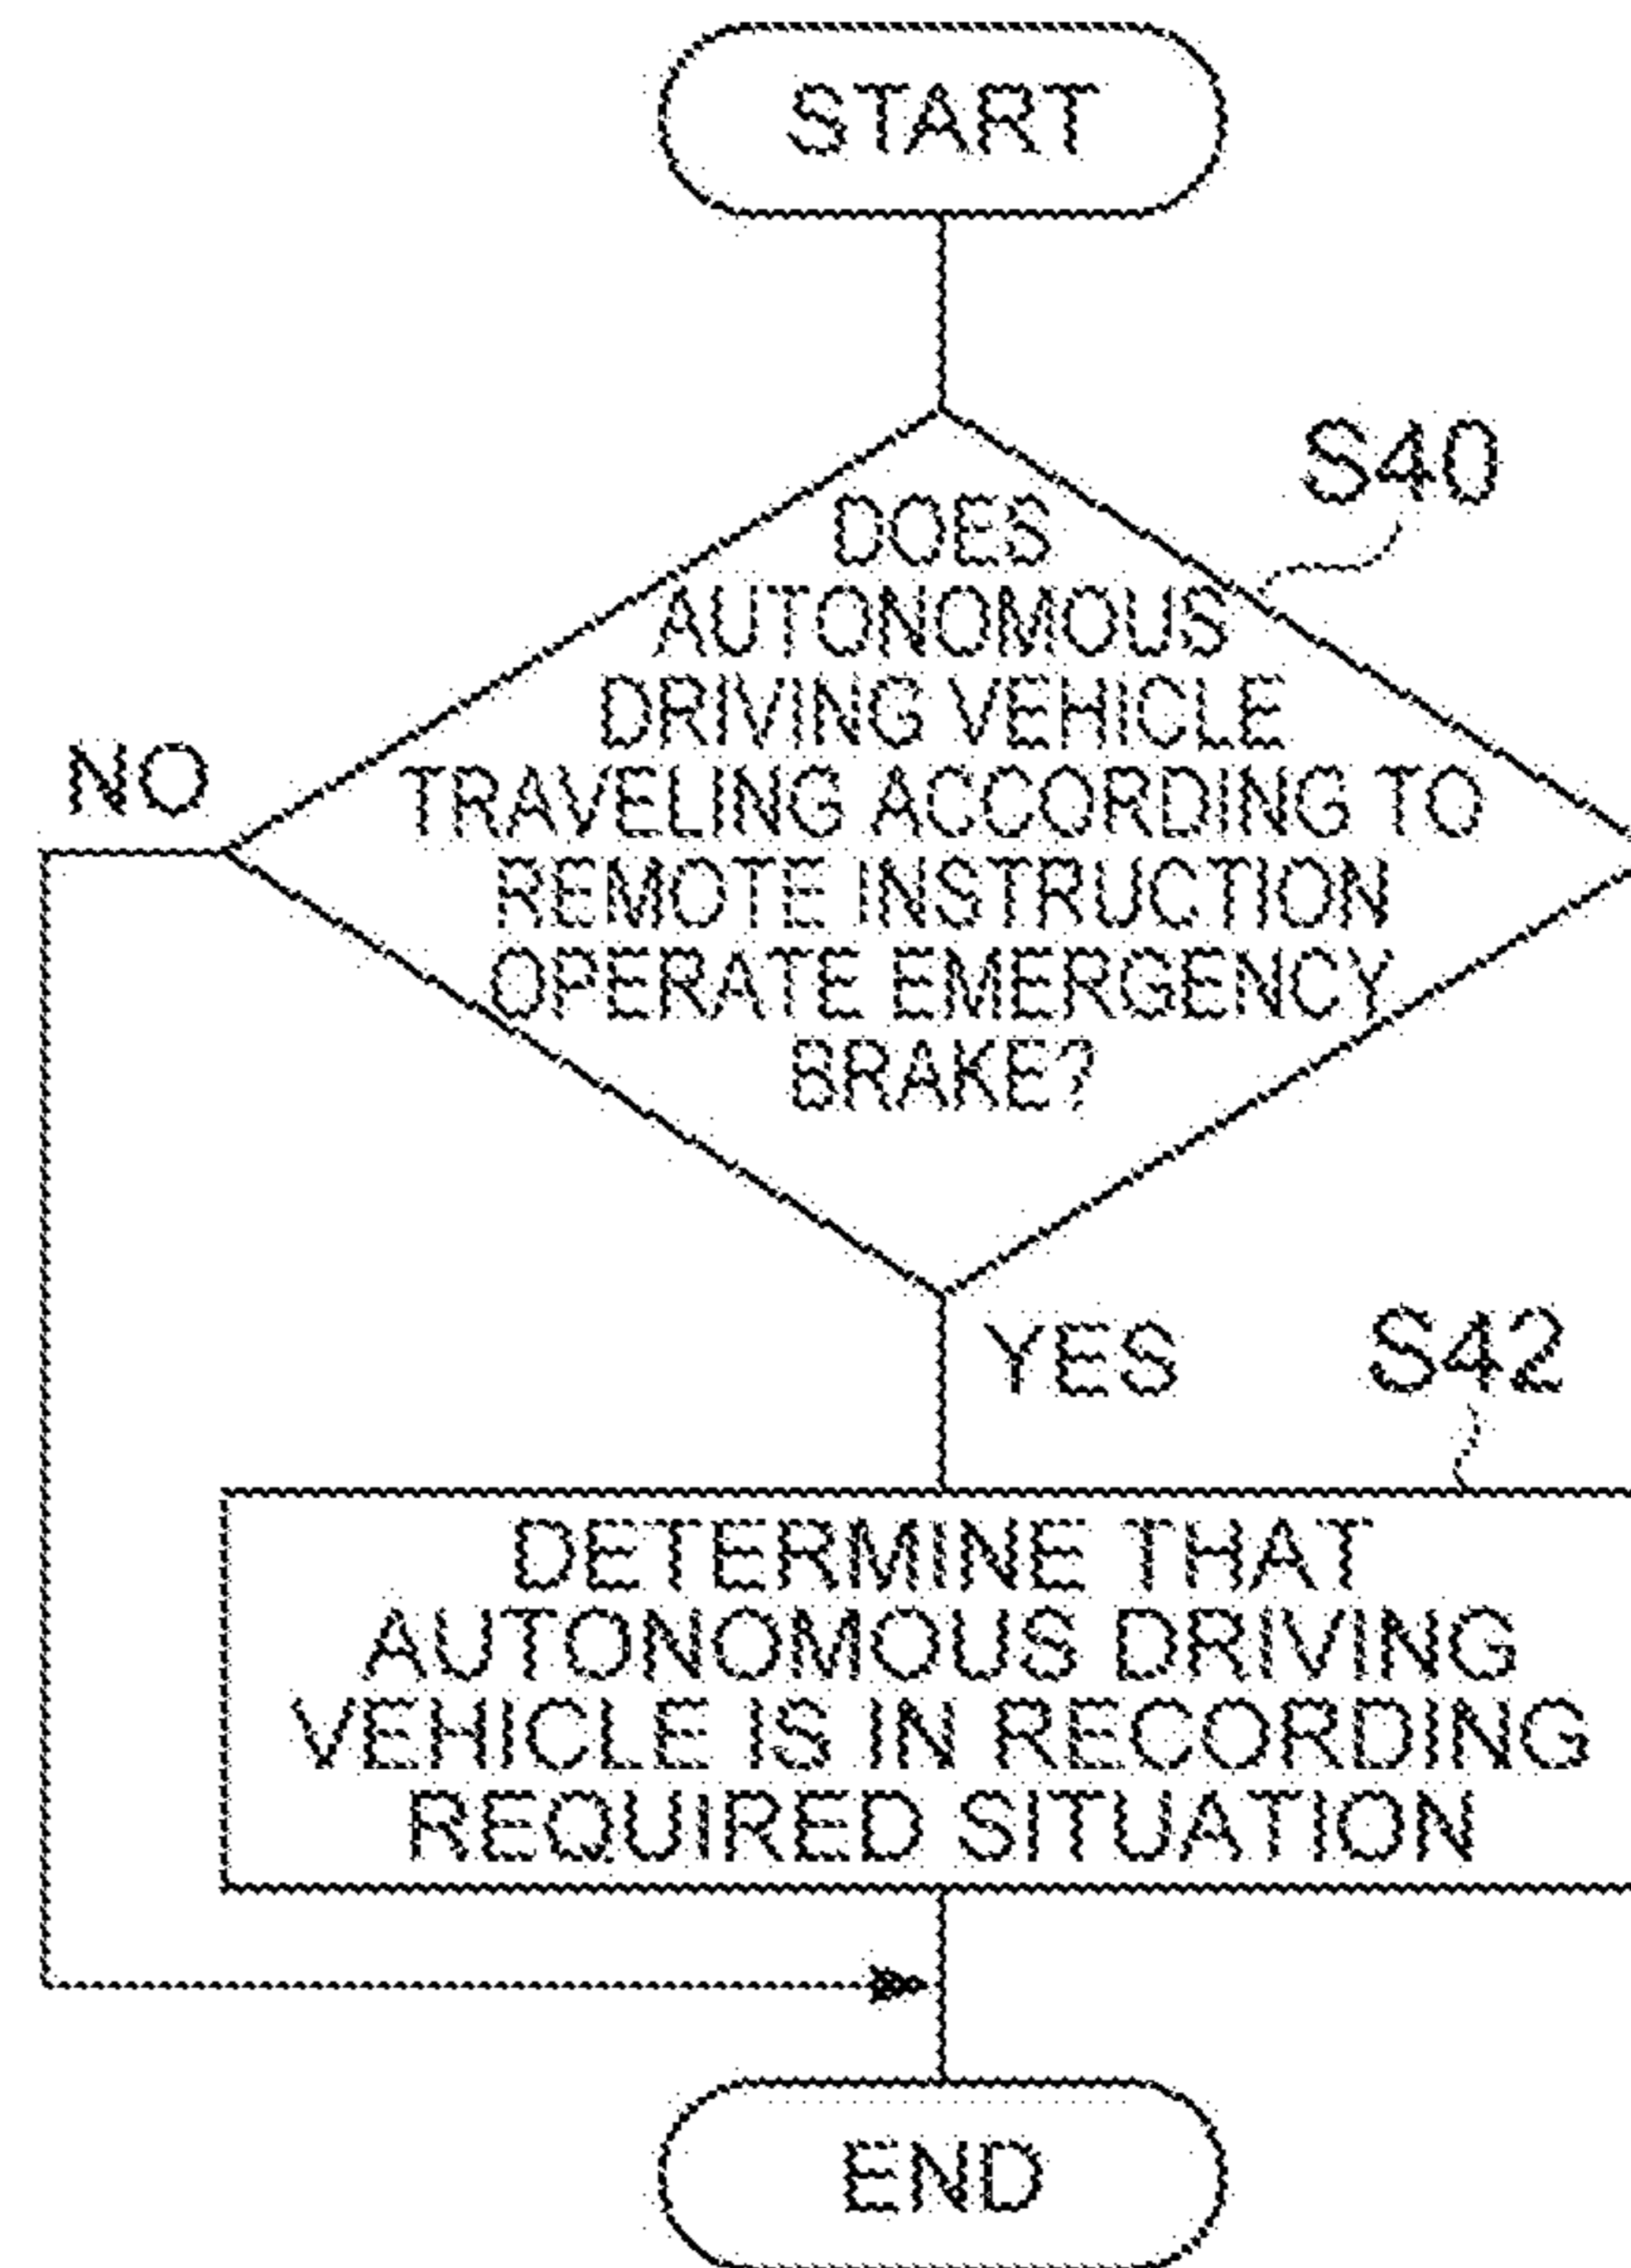 START
S40
DOES
AUTONOMOUS
DRIVING VEHICLE
TRAVELING ACCORDING TO
REMOTE INSTRUCTION
OPERATE EMERGENCY
BRAKE?
NO
YES
S42
DETERMINE THAT
AUTONOMOUS DRIVING
VEHICLE IS IN RECORDING
REQUIRED SITUATION
END